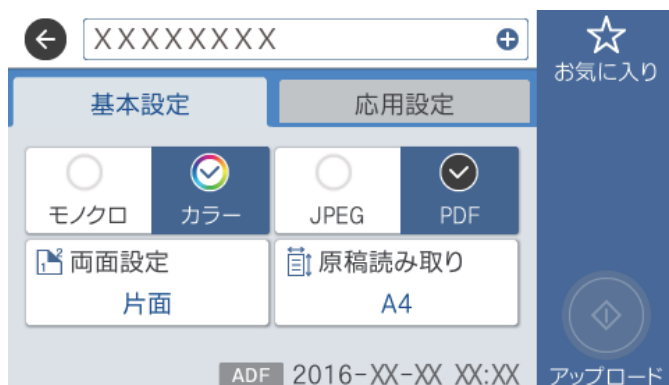 XXXXXXXX
お気に入り
基本設定
応用設定
モノクロ
カラー
JPEG
PDF
両面設定
片面
原稿読み取り
A4
ADF 2016-XX-XX XX:XX
アップロード